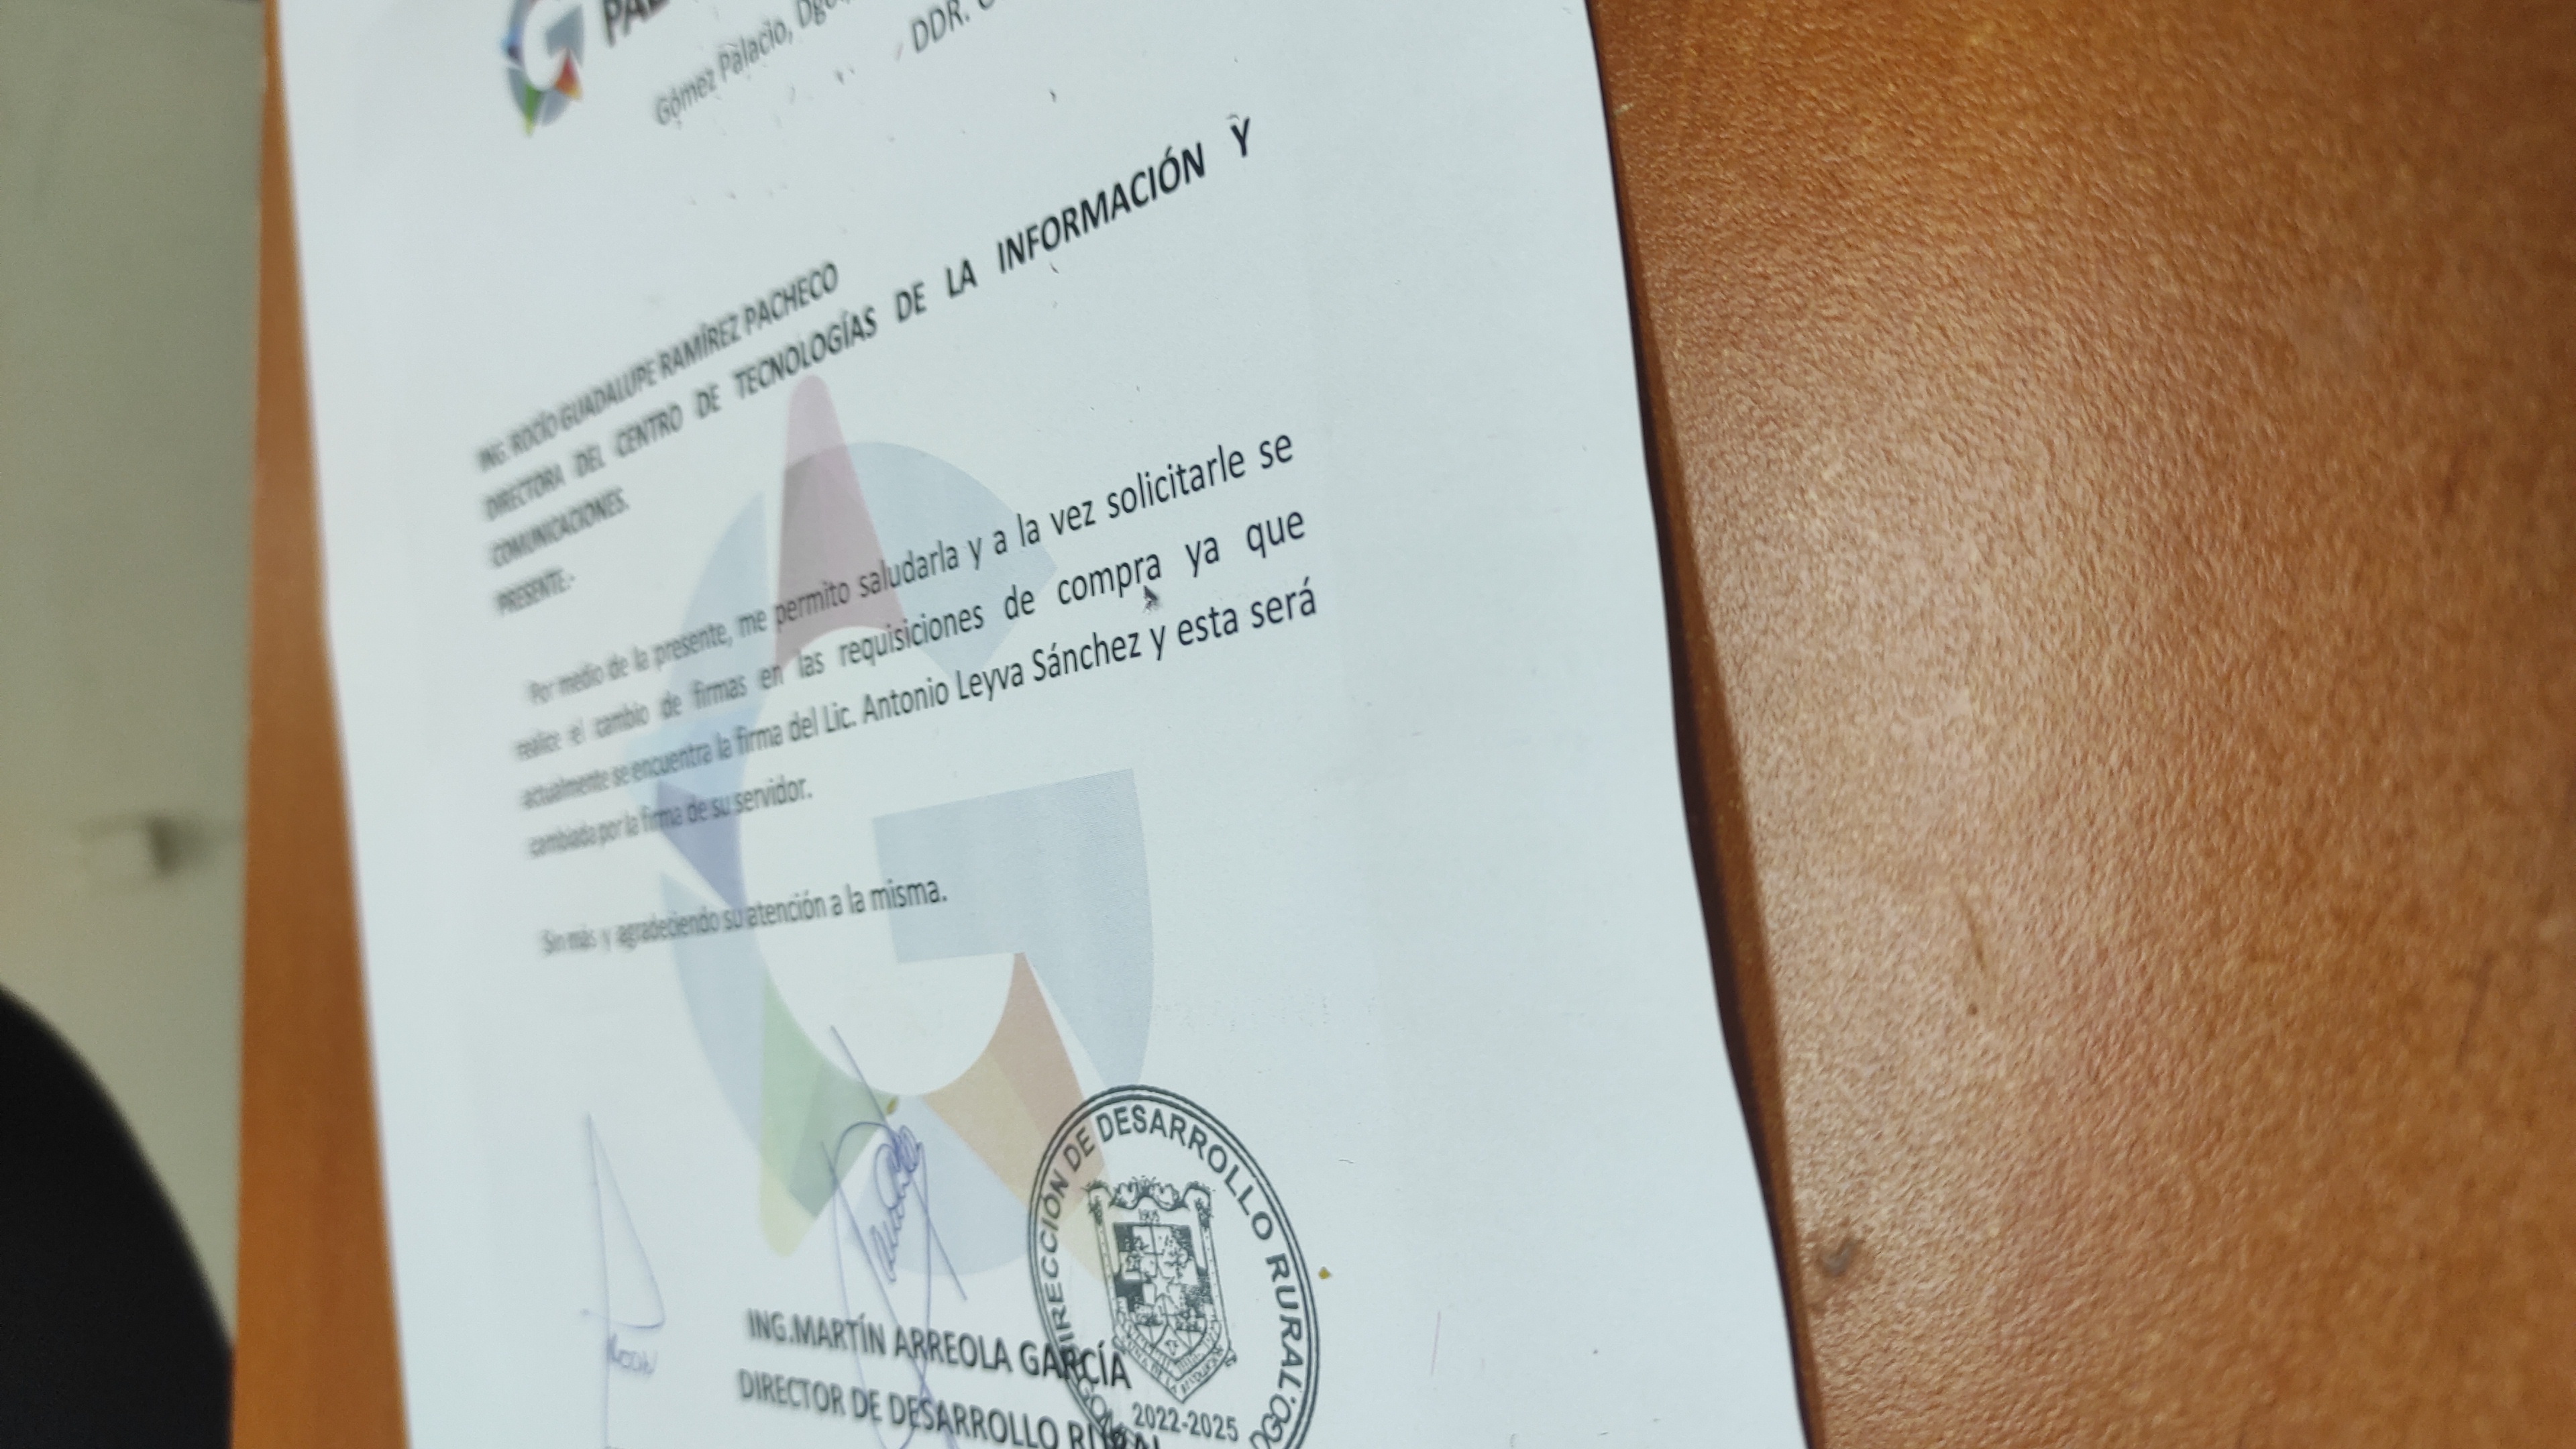 Gómez Palacio, Dgo.
DDR.
ING. ROCÍO GUADALUPE RAMÍREZ PACHECO
DIRECTORA DEL CENTRO DE TECNOLOGÍAS DE LA INFORMACIÓN Y
COMUNICACIONES.
PRESENTE:-
Por medio de la presente, me permito saludarla y a la vez solicitarle se
realice el cambio de firmas en las requisiciones de compra ya que
actualmente se encuentra la firma del Lic. Antonio Leyva Sánchez y esta será
cambiada por la firma de su servidor.
Sin más y agradeciendo su atención a la misma.
ING.MARTÍN ARREOLA GARCÍA
DIRECTOR DE DESARROLLO RURAL
DIRECCIÓN DE DESARROLLO RURAL
2022-2025
DGO.